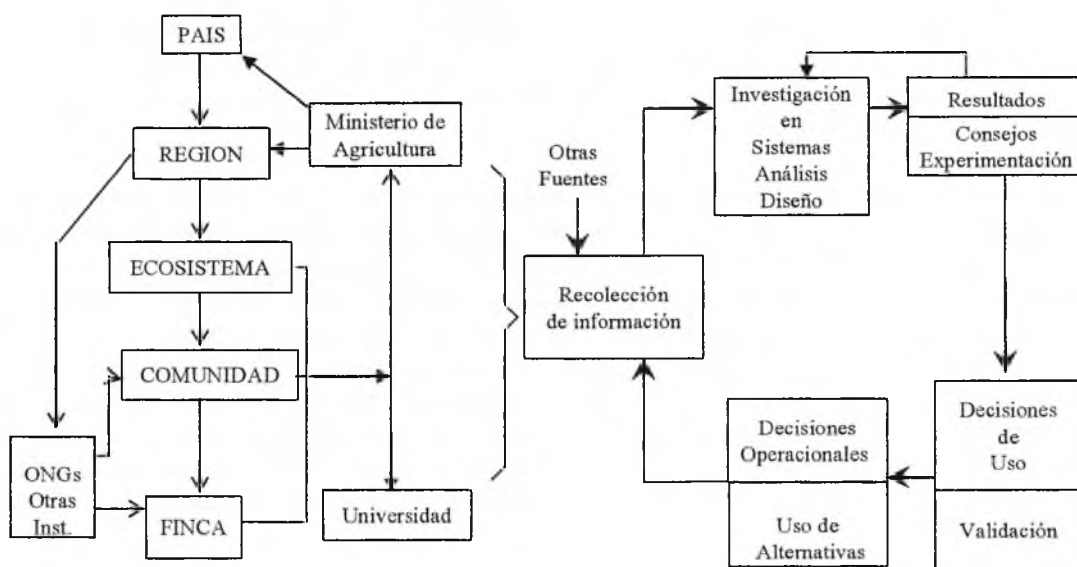 PAIS
Ministerio de
Agricultura
REGION
ECOSISTEMA
COMUNIDAD
ONGs
Otras
Inst.
FINCA
Universidad
Otras
Fuentes
Recolección
de información
Investigación
en
Sistemas
Análisis
Diseño
Resultados
Consejos
Experimentación
Decisiones
de
Uso
Validación
Decisiones
Operacionales
Uso de
Alternativas